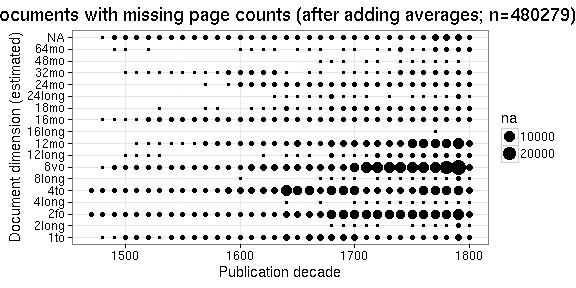 ocuments with missing page counts (after adding averages; n=480279)
Document dimension (estimated)
NA
64mo
48mo
32mo
24mo
24long
18mo
16mo
16long
12mo
12long
8vo
8long
4to
4long
2fo
2long
1to
1500
1600
1700
1800
Publication decade
na
10000
20000